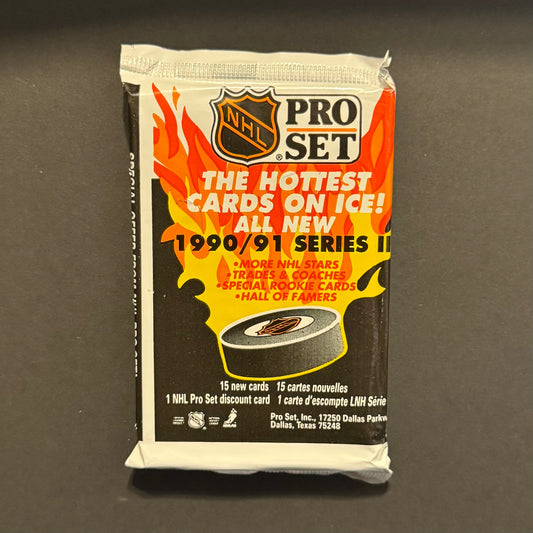 NHL
PRO
SET
THE HOTTEST
CARDS ON ICE!
ALL NEW
1990/91 SERIES II
•MORE NHL STARS
•TRADES & COACHES
•SPECIAL ROOKIE CARDS
•HALL OF FAMERS
15 new cards 15 cartes nouvelles
1 NHL Pro Set discount card 1 carte d'escompte LNH Série
Pro Set, Inc., 17250 Dallas Parkw
Dallas, Texas 75248
SPECIAL OFFER FROM NHL PRO SET!